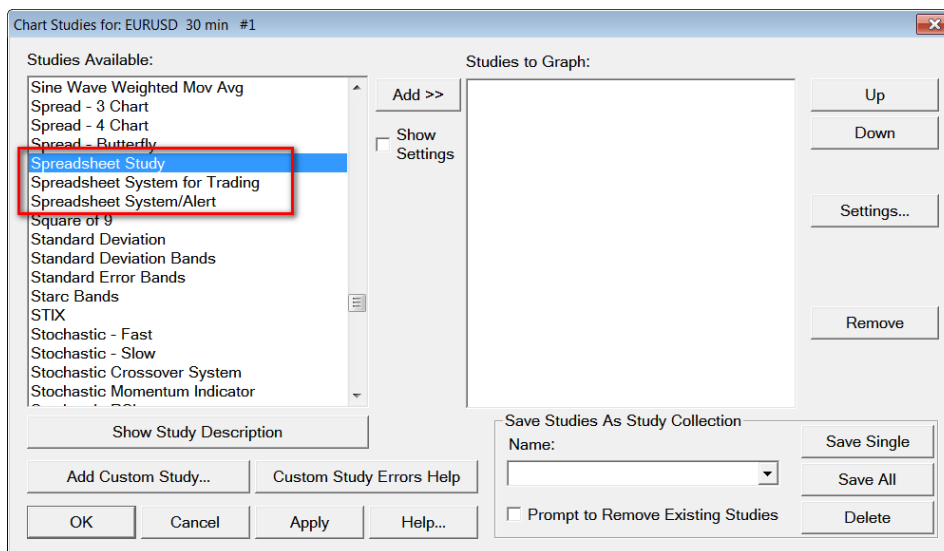 Chart Studies for: EURUSD 30 min #1
Studies Available:
Studies to Graph:
Sine Wave Weighted Mov Avg
Spread - 3 Chart
Spread - 4 Chart
Spread - Butterfly
Spreadsheet Study
Spreadsheet System for Trading
Spreadsheet System/Alert
Square of 9
Standard Deviation
Standard Deviation Bands
Standard Error Bands
Starc Bands
STIX
Stochastic - Fast
Stochastic - Slow
Stochastic Crossover System
Stochastic Momentum Indicator
Add >>
Show
Settings
Up
Down
Settings...
Remove
Show Study Description
Add Custom Study...
Custom Study Errors Help
OK
Cancel
Apply
Help...
Save Studies As Study Collection
Name:
Prompt to Remove Existing Studies
Save Single
Save All
Delete